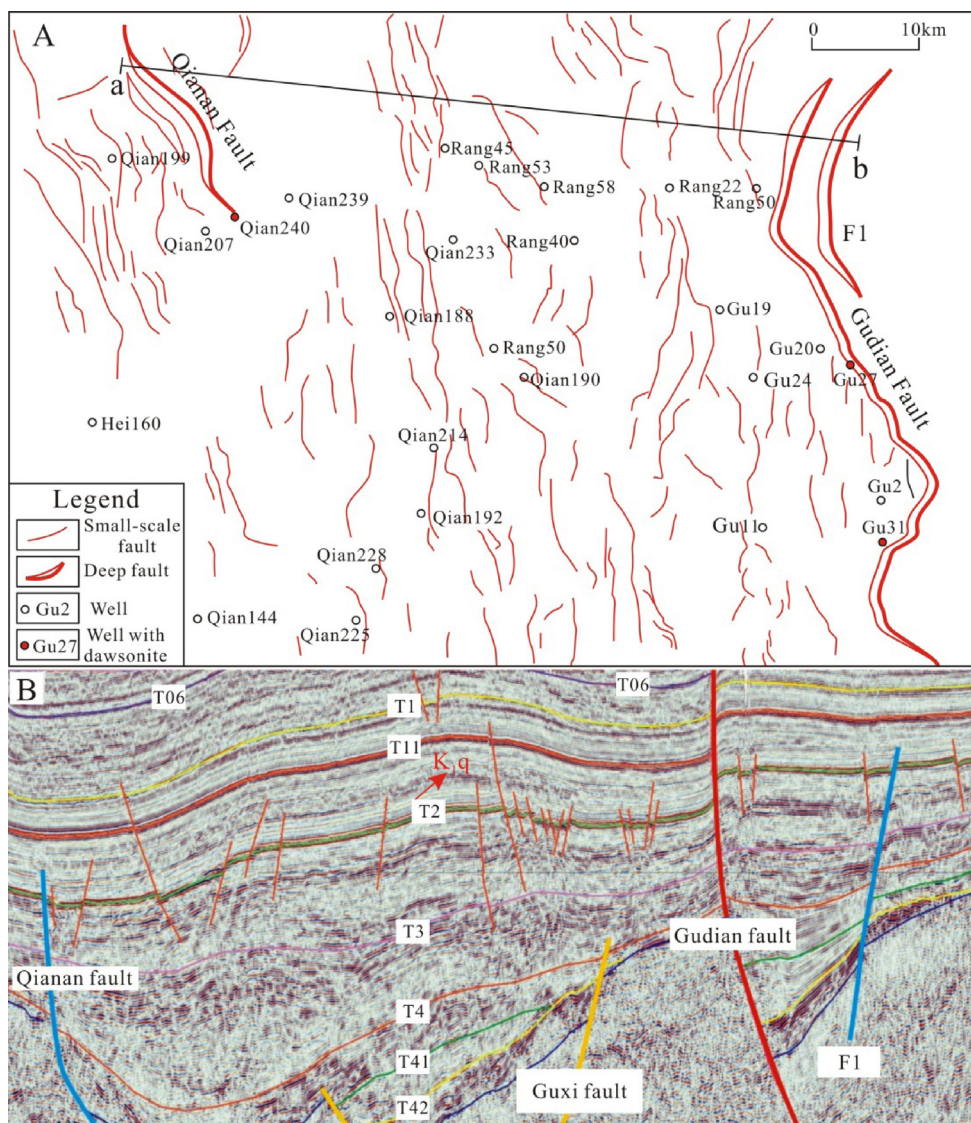 A
0
10km
a
Qianan Fault
b
Rang45
Rang53
Qian199
Rang58
Rang22
Rang50
Qian239
Qian240
Qian207
Qian233
Rang40
F1
Qian188
Gu19
Rang50
Gu20
Gu27
Gudian Fault
Qian190
Gu24
Hei160
Qian214
Gu2
Qian192
Gu11
Gu31
Qian228
Qian144
Qian225
Legend
Small-scale
fault
Deep fault
Gu2 Well
Gu27 Well with
dawsonite
B
T06
T06
T1
T11
K₁q
T2
T3
Gudian fault
Qianan fault
T4
T41
F1
Guxi fault
T42